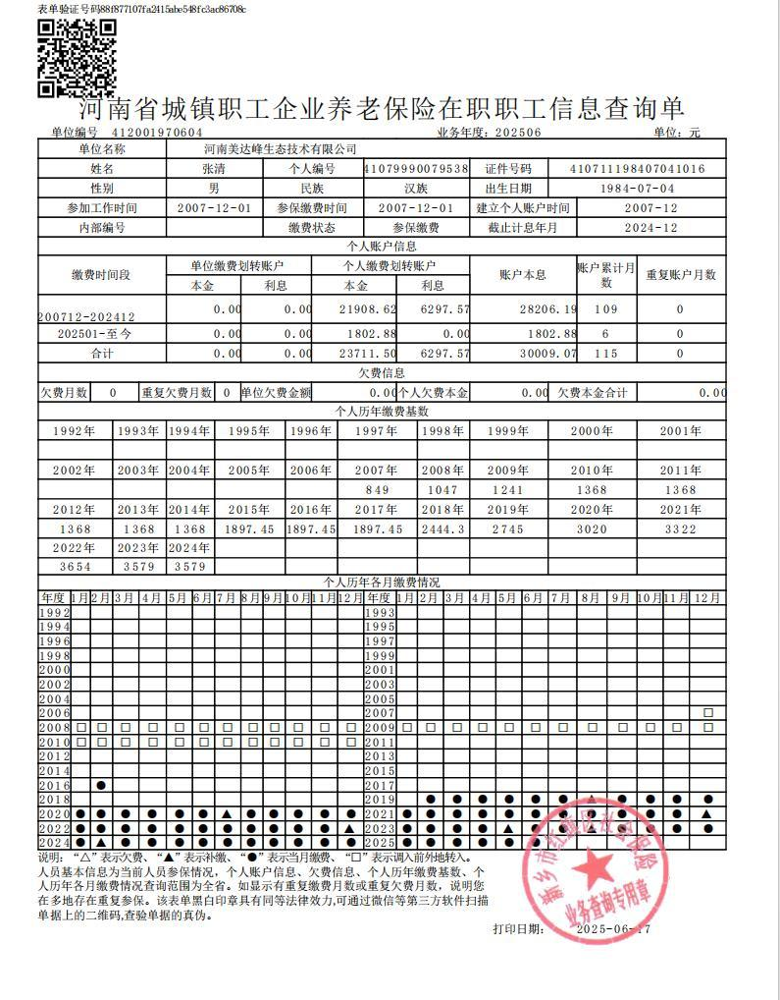 表单验证号码88f877107fa2415abe548fc3ac86708c
河南省城镇职工企业养老保险在职职工信息查询单
单位编号 412001970604 业务年度：202506 单位：元
单位名称 河南美达峰生态技术有限公司
姓名 张清 个人编号 41079990079538 证件号码 410711198407041016
性别 男 民族 汉族 出生日期 1984-07-04
参加工作时间 2007-12-01 参保缴费时间 2007-12-01 建立个人账户时间 2007-12
内部编号 缴费状态 参保缴费 截止计息年月 2024-12
个人账户信息
缴费时间段 单位缴费划转账户 个人缴费划转账户 账户本息 账户累计月数 重复账户月数
本金 利息 本金 利息
200712-202412 0.00 0.00 21908.62 6297.57 28206.19 109 0
202501-至今 0.00 0.00 1802.88 0.00 1802.88 6 0
合计 0.00 0.00 23711.50 6297.57 30009.07 115 0
欠费信息
欠费月数 0 重复欠费月数 0 单位欠费金额 0.00 个人欠费本金 0.00 欠费本金合计 0.00
个人历年缴费基数
1992年 1993年 1994年 1995年 1996年 1997年 1998年 1999年 2000年 2001年
2002年 2003年 2004年 2005年 2006年 2007年 2008年 2009年 2010年 2011年
849 1047 1241 1368 1368
2012年 2013年 2014年 2015年 2016年 2017年 2018年 2019年 2020年 2021年
1368 1368 1368 1897.45 1897.45 1897.45 2444.3 2745 3020 3322
2022年 2023年 2024年
3654 3579 3579
个人历年各月缴费情况
年度 1月 2月 3月 4月 5月 6月 7月 8月 9月 10月 11月 12月 年度 1月 2月 3月 4月 5月 6月 7月 8月 9月 10月 11月 12月
1992 1993
1994 1995
1996 1997
1998 1999
2000 2001
2002 2003
2004 2005
2006 2007 □
2008 □ □ □ □ □ □ □ □ □ □ □ □ 2009 □ □ □ □ □ □ □ □ □ □ □ □
2010 □ □ □ □ □ □ □ □ □ □ □ □ 2011
2012 2013
2014 2015
2016 ● 2017
2018 2019 ● ● ● ● ● ● ▲ ● ● ● ●
2020 ● ● ● ● ● ● ▲ ● ● ● ● ● 2021 ● ● ● ● ● ● ● ● ● ● ● ▲
2022 ● ● ● ● ● ● ● ● ● ● ● ▲ 2023 ● ● ● ● ▲ ● ● ▲ ● ● ● ●
2024 ● ▲ ● ● ● ● ● ● ● ● ● ● 2025 ● ● ● ● ● ●
说明：“△”表示欠费、“▲”表示补缴、“●”表示当月缴费、“□”表示调入前外地转入。
人员基本信息为当前人员参保情况，个人账户信息、欠费信息、个人历年缴费基数、个
人历年各月缴费情况查询范围为全省。如显示有重复缴费月数或重复欠费月数，说明您
在多地存在重复参保。该表单黑白印章具有同等法律效力,可通过微信等第三方软件扫描
单据上的二维码,查验单据的真伪。
打印日期： 2025-06-17
新乡市红旗区社会保险
业务查询专用章